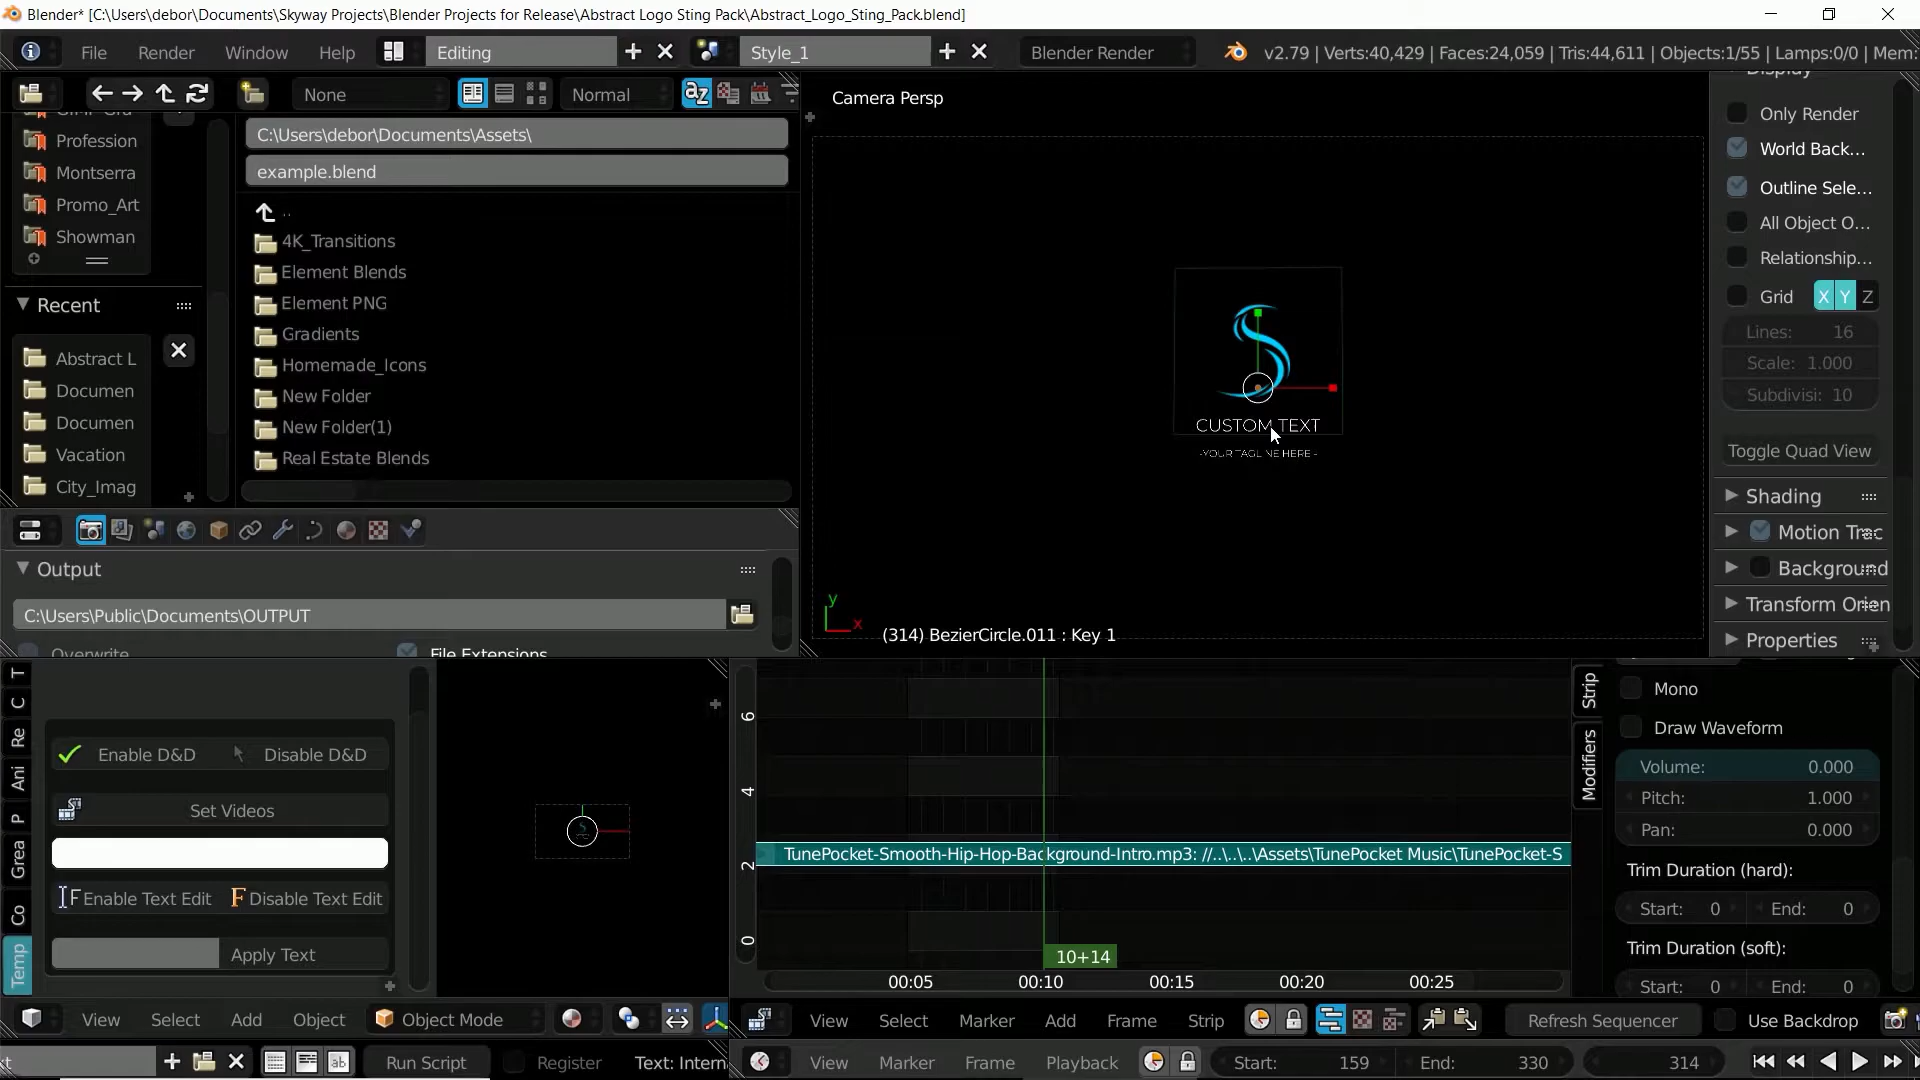 Blender* [C:\Users\debor\Documents\Skyway Projects\Blender Projects for Release\Abstract Logo Sting Pack\Abstract_Logo_Sting_Pack.blend]
File Render Window Help Editing Style_1 Blender Render v2.79 | Verts:40,429 | Faces:24,059 | Tris:44,611 | Objects:1/55 | Lamps:0/0 | Mem:
None Normal
Profession
Montserra
Promo_Art
Showman
Recent
Abstract L
Documen
Documen
Vacation
City_Imag
C:\Users\debor\Documents\Assets\
example.blend
..
4K_Transitions
Element Blends
Element PNG
Gradients
Homemade_Icons
New Folder
New Folder(1)
Real Estate Blends
Output
C:\Users\Public\Documents\OUTPUT
Overwrite File Extensions
Camera Persp
CUSTOM TEXT
-YOUR TAGLINE HERE -
y
x
(314) BezierCircle.011 : Key 1
Display
Only Render
World Back...
Outline Sele...
All Object O...
Relationship...
Grid X Y Z
Lines: 16
Scale: 1.000
Subdivisi: 10
Toggle Quad View
Shading
Motion Trac
Background
Transform Orien
Properties
T
C
Re
Ani
P
Grea
Co
Temp
Enable D&D Disable D&D
Set Videos
Enable Text Edit Disable Text Edit
Apply Text
View Select Add Object Object Mode
xt Run Script Register Text: Intern
6
4
2
0
TunePocket-Smooth-Hip-Hop-Background-Intro.mp3: //..\..\..\Assets\TunePocket Music\TunePocket-S
10+14
00:05 00:10 00:15 00:20 00:25
Strip
Modifiers
Mono
Draw Waveform
Volume: 0.000
Pitch: 1.000
Pan: 0.000
Trim Duration (hard):
Start: 0 End: 0
Trim Duration (soft):
Start: 0 End: 0
View Select Marker Add Frame Strip Refresh Sequencer Use Backdrop
View Marker Frame Playback Start: 159 End: 330 314